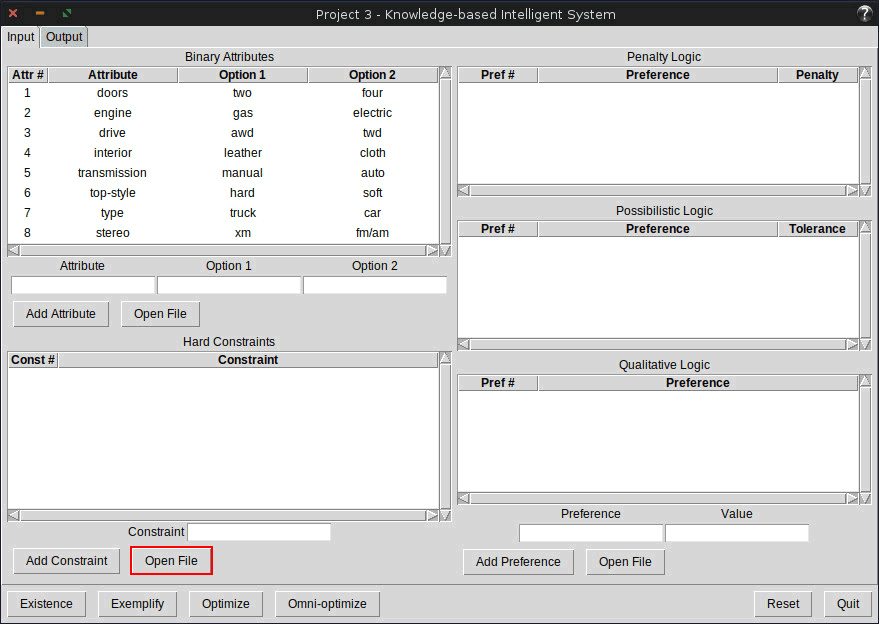 Project 3 - Knowledge-based Intelligent System
?
Input Output
Binary Attributes
Attr # Attribute Option 1 Option 2
1 doors two four
2 engine gas electric
3 drive awd twd
4 interior leather cloth
5 transmission manual auto
6 top-style hard soft
7 type truck car
8 stereo xm fm/am
Attribute Option 1 Option 2
Add Attribute Open File
Hard Constraints
Const # Constraint
Constraint
Add Constraint Open File
Penalty Logic
Pref # Preference Penalty
Possibilistic Logic
Pref # Preference Tolerance
Qualitative Logic
Pref # Preference
Preference Value
Add Preference Open File
Existence Exemplify Optimize Omni-optimize Reset Quit